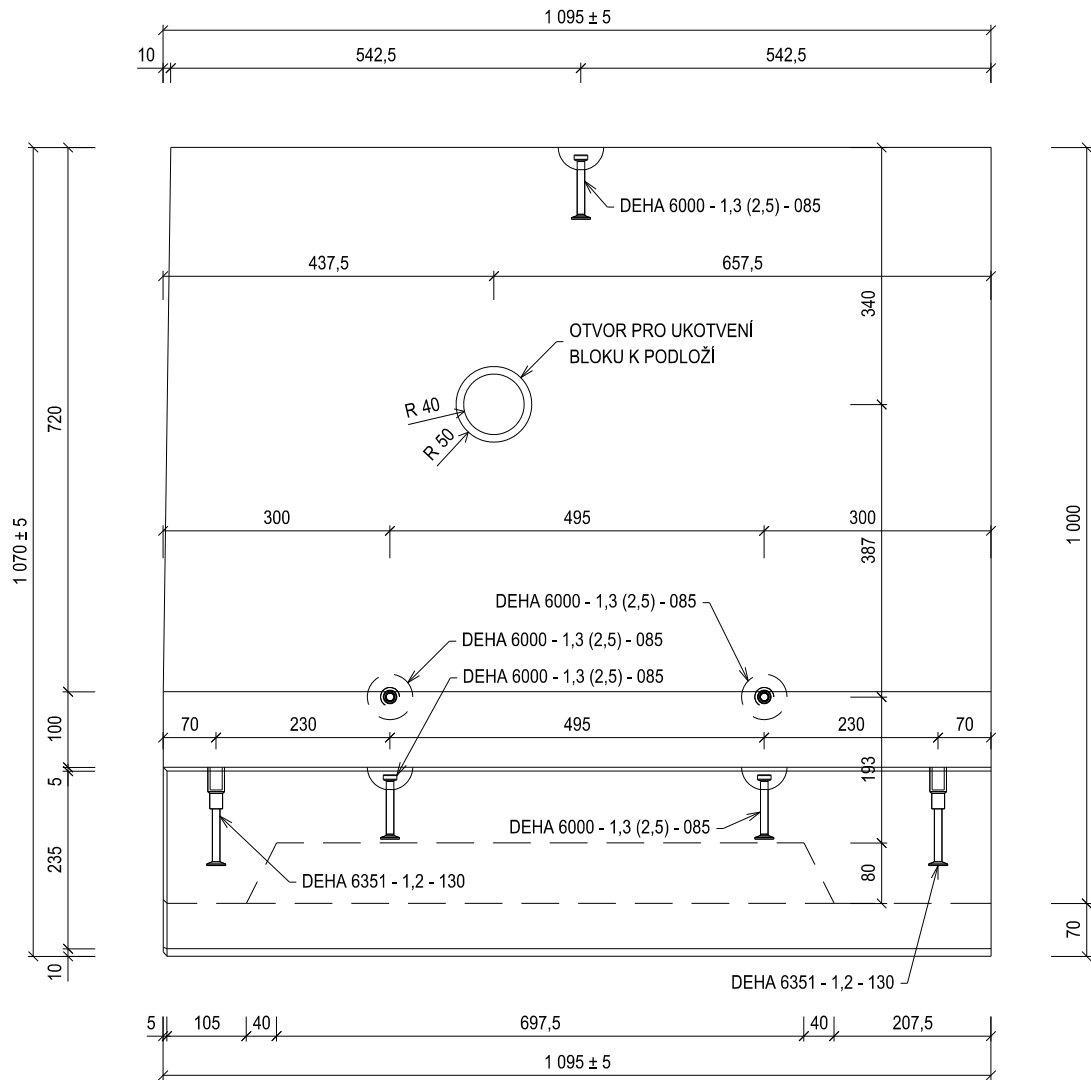 1 095 ± 5
10 542,5 542,5
DEHA 6000 - 1,3 (2,5) - 085
437,5 657,5
340
OTVOR PRO UKOTVENÍ
BLOKU K PODLOŽÍ
R 40
R 50
720
1 070 ± 5
1 000
300 495 300
387
DEHA 6000 - 1,3 (2,5) - 085
DEHA 6000 - 1,3 (2,5) - 085
DEHA 6000 - 1,3 (2,5) - 085
100
70 230 495 230 70
5
193
DEHA 6000 - 1,3 (2,5) - 085
235
DEHA 6351 - 1,2 - 130
80
70
10
DEHA 6351 - 1,2 - 130
5 105 40 697,5 40 207,5
1 095 ± 5